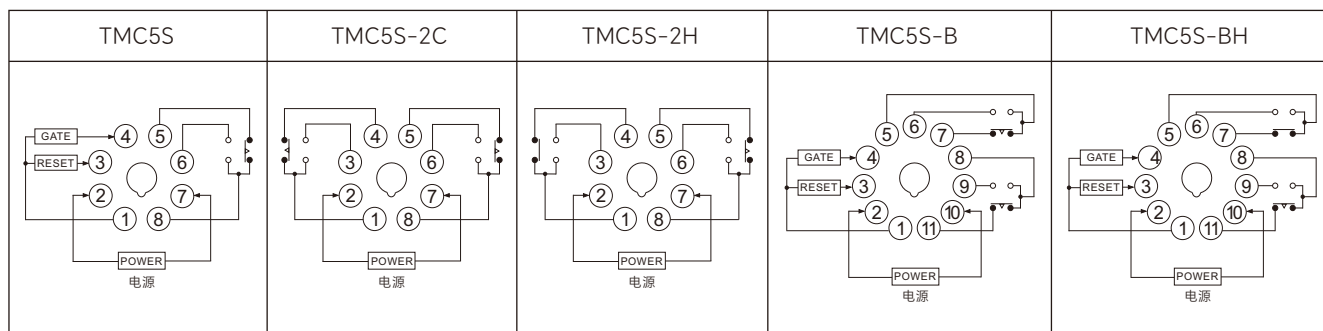 TMC5S
TMC5S-2C
TMC5S-2H
TMC5S-B
TMC5S-BH
GATE 4 5
RESET 3 6
2 7
1 8
POWER
电源
4 5
3 6
2 7
1 8
POWER
电源
4 5
3 6
2 7
1 8
POWER
电源
5 6 7
GATE 4 8
RESET 3 9
2 10
1 11
POWER
电源
5 6 7
GATE 4 8
RESET 3 9
2 10
1 11
POWER
电源